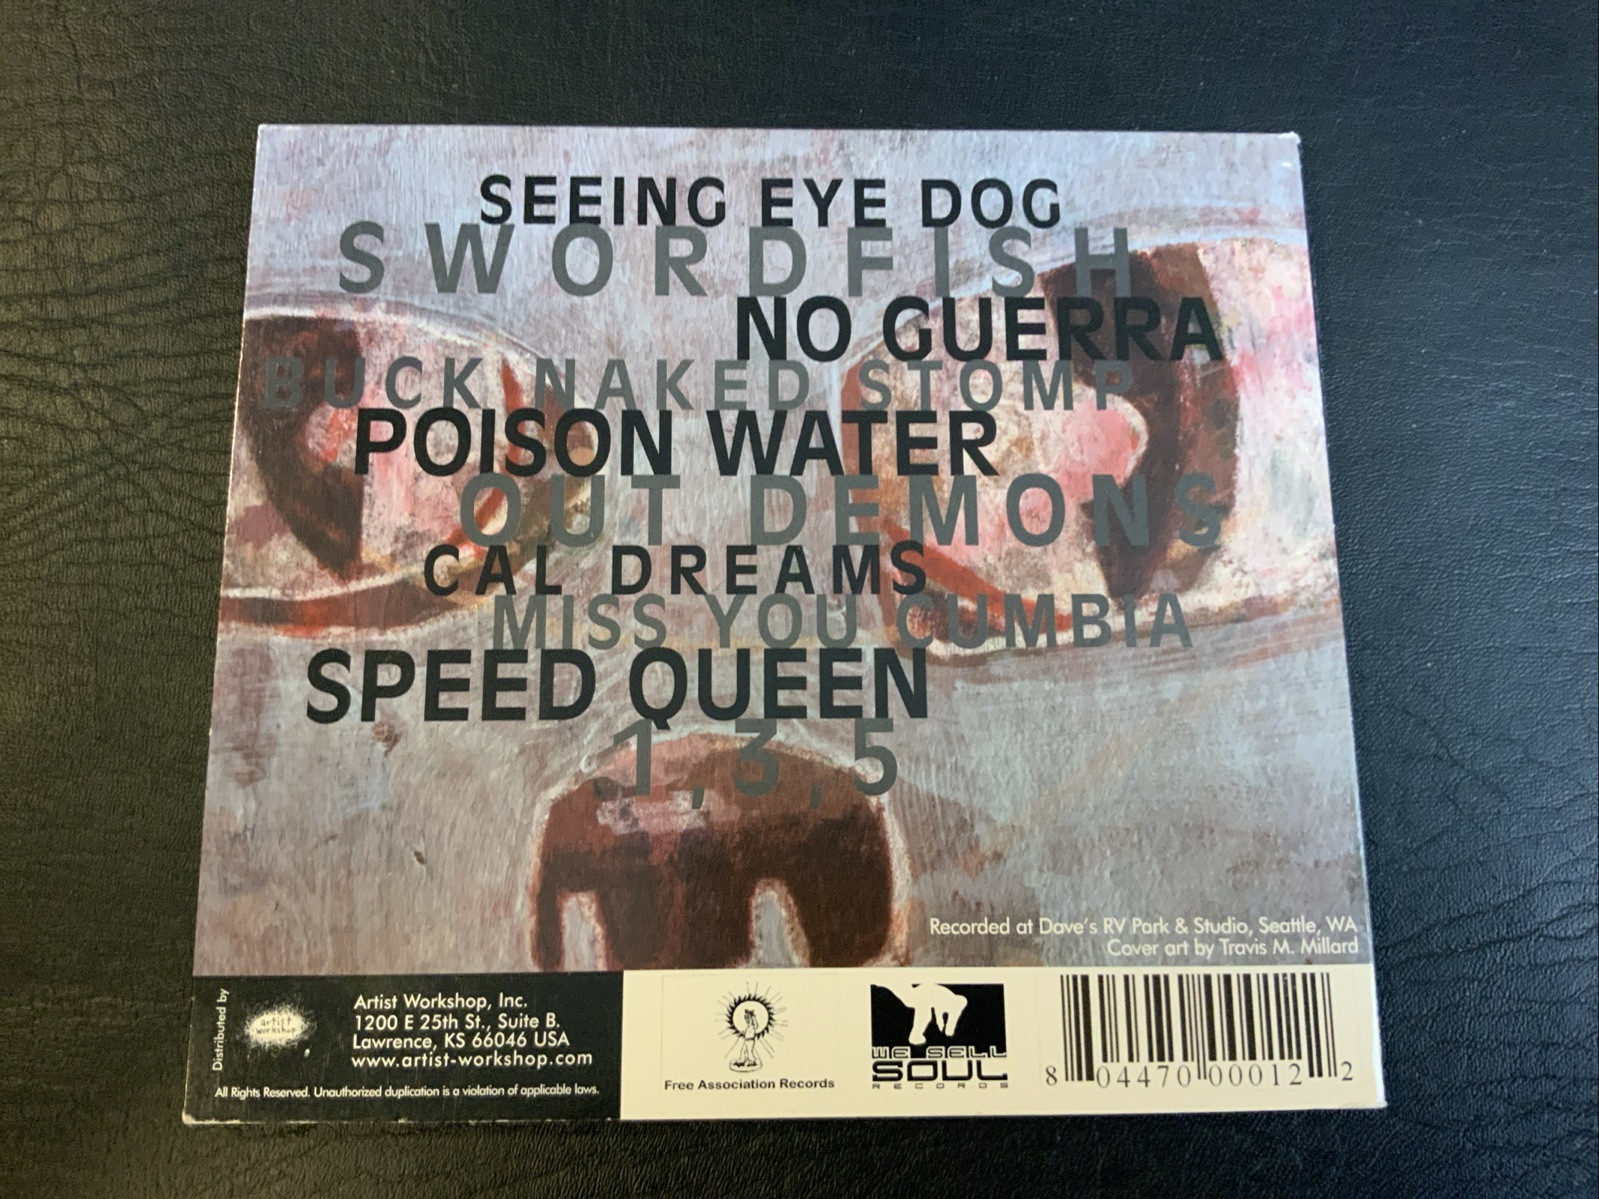 SEEING EYE DOG
SWORDFISH
NO GUERRA
BUCK NAKED STOMP
POISON WATER
OUT DEMONS
CAL DREAMS
MISS YOU CUMBIA
SPEED QUEEN
1,3,5
Recorded at Dave's RV Park & Studio, Seattle, WA
Cover art by Travis M. Millard
Distributed by
artist
workshop
Artist Workshop, Inc.
1200 E 25th St., Suite B.
Lawrence, KS 66046 USA
www.artist-workshop.com
All Rights Reserved. Unauthorized duplication is a violation of applicable laws.
Free Association Records
WE SELL
SOUL
RECORDS
8 04470 00012 2